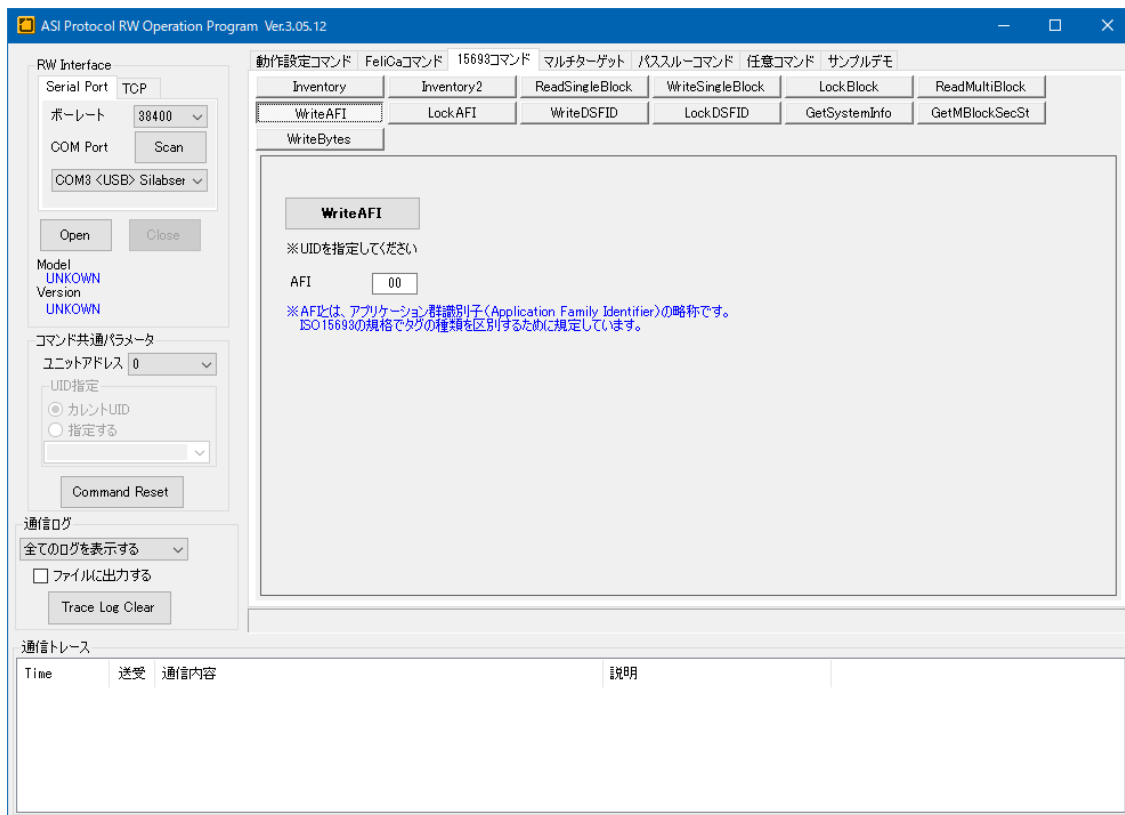 ASI Protocol RW Operation Program Ver.3.05.12
RW Interface
Serial Port TCP
ボーレート 38400
COM Port Scan
COM3 <USB> Silabser
Open Close
Model
UNKOWN
Version
UNKOWN
コマンド共通パラメータ
ユニットアドレス 0
UID指定
カレントUID
指定する
Command Reset
通信ログ
全てのログを表示する
ファイルに出力する
Trace Log Clear
動作設定コマンド FeliCaコマンド 15693コマンド マルチターゲット パススルーコマンド 任意コマンド サンプルデモ
Inventory Inventory2 ReadSingleBlock WriteSingleBlock LockBlock ReadMultiBlock
WriteAFI LockAFI WriteDSFID LockDSFID GetSystemInfo GetMBlockSecSt
WriteBytes
WriteAFI
※UIDを指定してください
AFI 00
※AFIとは、アプリケーション群識別子(Application Family Identifier)の略称です。
ISO15693の規格でタグの種類を区別するために規定しています。
通信トレース
Time 送受 通信内容 説明